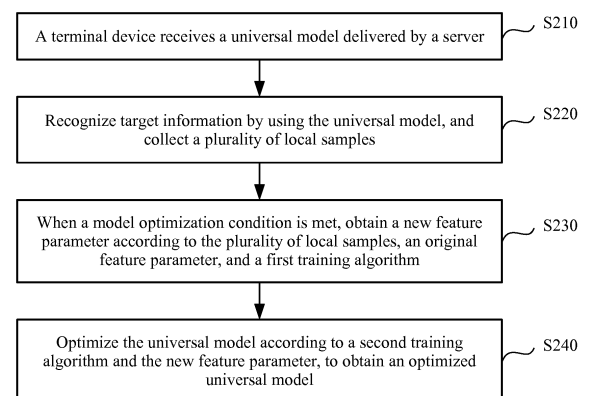 A terminal device receives a universal model delivered by a server
S210
Recognize target information by using the universal model, and
collect a plurality of local samples
S220
When a model optimization condition is met, obtain a new feature
parameter according to the plurality of local samples, an original
feature parameter, and a first training algorithm
S230
Optimize the universal model according to a second training
algorithm and the new feature parameter, to obtain an optimized
universal model
S240